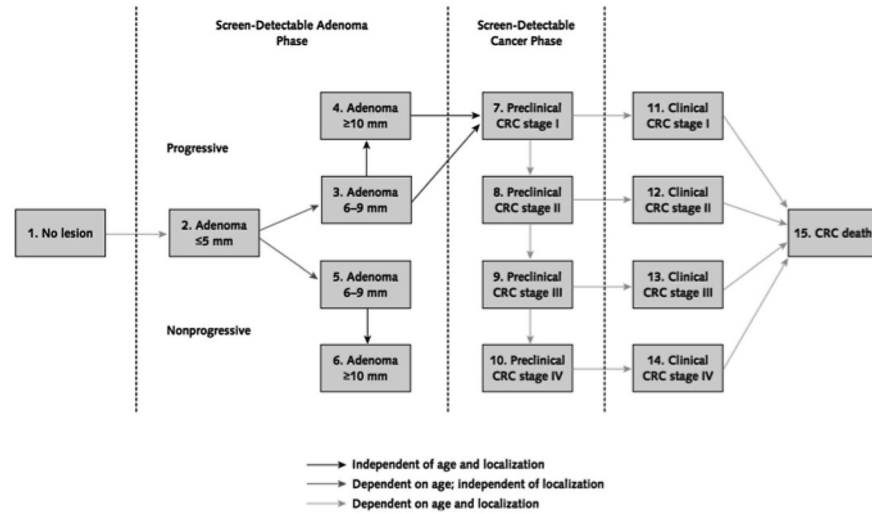 Screen-Detectable Adenoma
Phase
Screen-Detectable
Cancer Phase
4. Adenoma
≥10 mm
7. Preclinical
CRC stage I
11. Clinical
CRC stage I
Progressive
3. Adenoma
6–9 mm
8. Preclinical
CRC stage II
12. Clinical
CRC stage II
1. No lesion
2. Adenoma
≤5 mm
15. CRC death
5. Adenoma
6–9 mm
9. Preclinical
CRC stage III
13. Clinical
CRC stage III
Nonprogressive
6. Adenoma
≥10 mm
10. Preclinical
CRC stage IV
14. Clinical
CRC stage IV
Independent of age and localization
Dependent on age; independent of localization
Dependent on age and localization